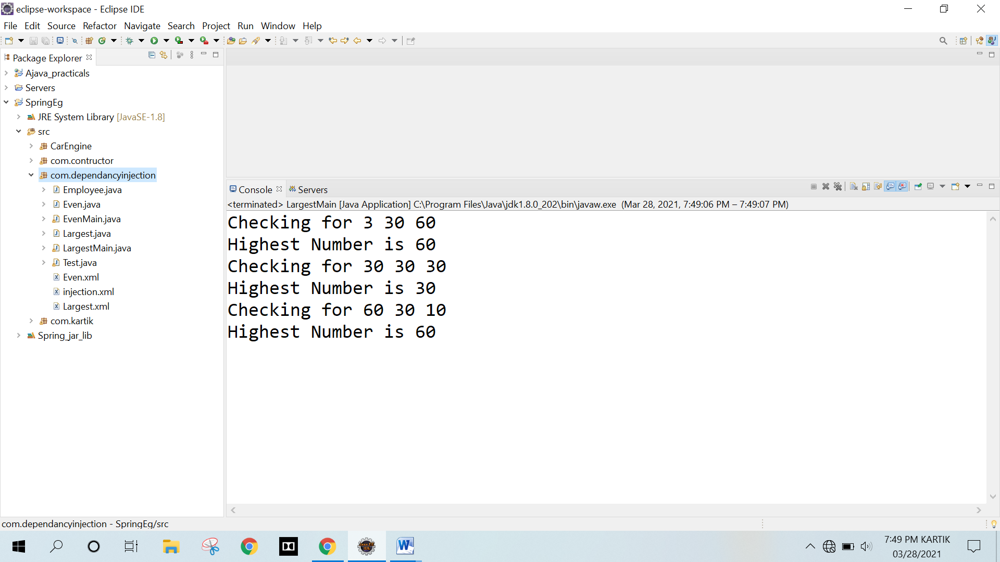 eclipse-workspace - Eclipse IDE
File Edit Source Refactor Navigate Search Project Run Window Help
Package Explorer
Ajava_practicals
Servers
SpringEg
JRE System Library [JavaSE-1.8]
src
CarEngine
com.contructor
com.dependancyinjection
Employee.java
Even.java
EvenMain.java
Largest.java
LargestMain.java
Test.java
Even.xml
injection.xml
Largest.xml
com.kartik
Spring_jar_lib
Console Servers
<terminated> LargestMain [Java Application] C:\Program Files\Java\jdk1.8.0_202\bin\javaw.exe (Mar 28, 2021, 7:49:06 PM – 7:49:07 PM)
Checking for 3 30 60
Highest Number is 60
Checking for 30 30 30
Highest Number is 30
Checking for 60 30 10
Highest Number is 60
com.dependancyinjection - SpringEg/src
Java EE
IDE
W
7:49 PM KARTIK
03/28/2021